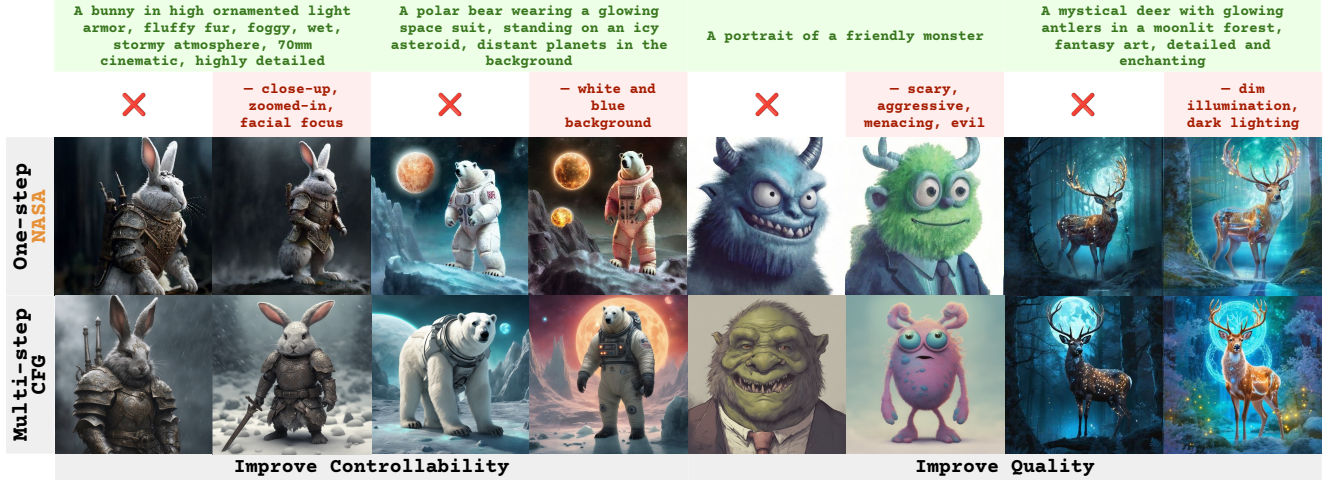 A bunny in high ornamented light
armor, fluffy fur, foggy, wet,
stormy atmosphere, 70mm
cinematic, highly detailed
A polar bear wearing a glowing
space suit, standing on an icy
asteroid, distant planets in the
background
A portrait of a friendly monster
A mystical deer with glowing
antlers in a moonlit forest,
fantasy art, detailed and
enchanting
— close-up,
zoomed-in,
facial focus
— white and
blue
background
— scary,
aggressive,
menacing, evil
— dim
illumination,
dark lighting
One-step
NASA
Multi-step
CFG
Improve Controllability
Improve Quality